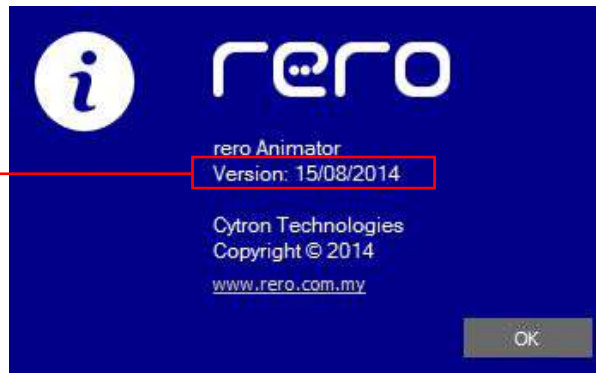 i
rero
rero Animator
Version: 15/08/2014
Cytron Technologies
Copyright © 2014
www.rero.com.my
OK